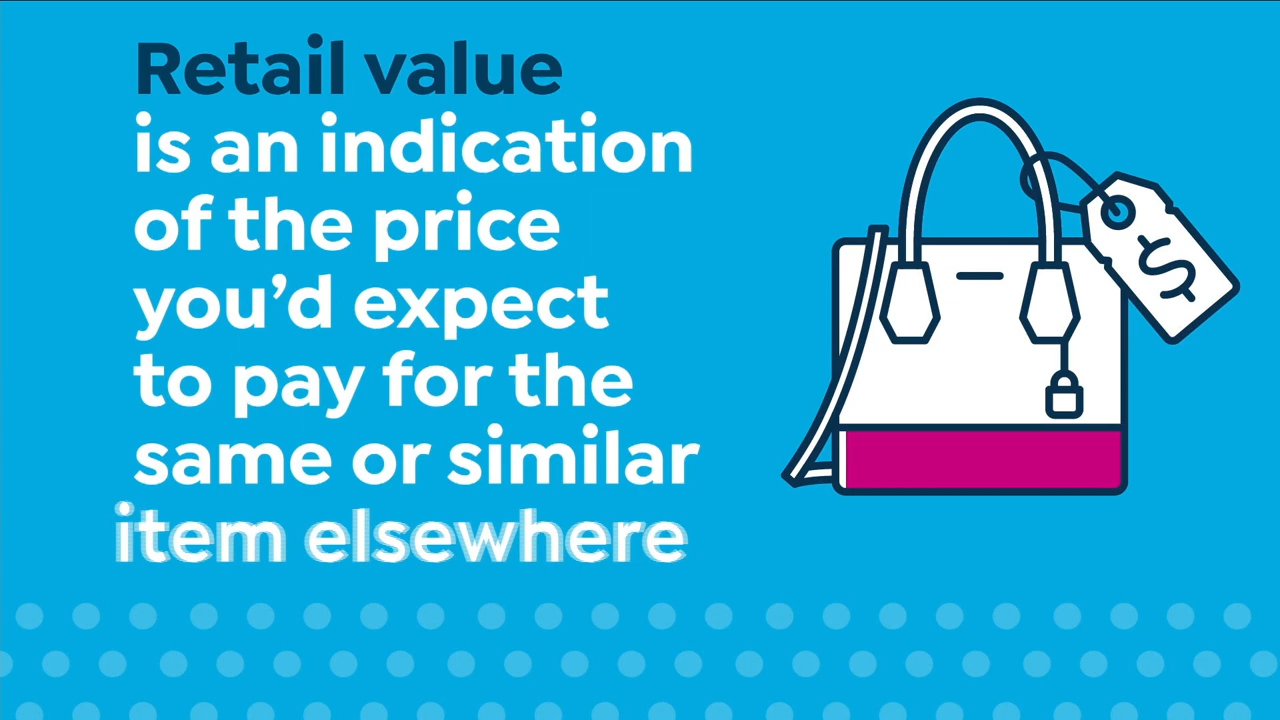 Retail value
is an indication
of the price
you’d expect
to pay for the
same or similar
item elsewhere
$